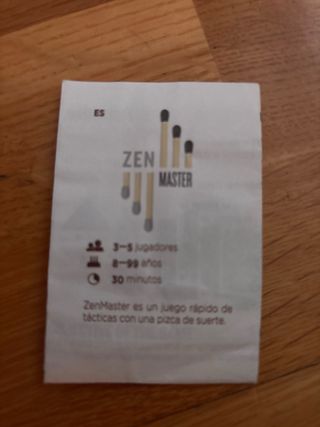 ES
ZEN
MASTER
3–5 jugadores
8–99 años
30 minutos
ZenMaster es un juego rápido de
tácticas con una pizca de suerte.